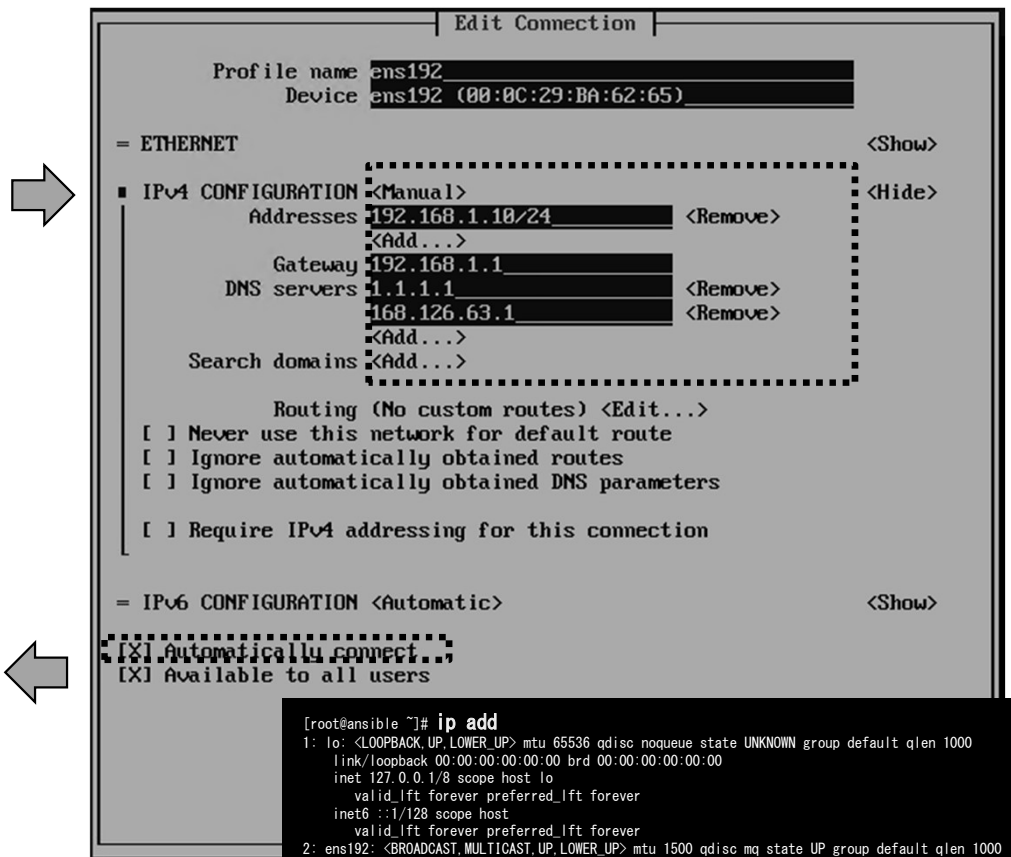 Edit Connection
Profile name ens192
Device ens192 (00:0C:29:BA:62:65)
= ETHERNET <Show>
IPv4 CONFIGURATION <Manual> <Hide>
Addresses 192.168.1.10/24 <Remove>
<Add...>
Gateway 192.168.1.1
DNS servers 1.1.1.1 <Remove>
168.126.63.1 <Remove>
<Add...>
Search domains <Add...>
Routing (No custom routes) <Edit...>
[ ] Never use this network for default route
[ ] Ignore automatically obtained routes
[ ] Ignore automatically obtained DNS parameters
[ ] Require IPv4 addressing for this connection
= IPv6 CONFIGURATION <Automatic> <Show>
[X] Automatically connect
[X] Available to all users
[root@ansible ~]# ip add
1: lo: <LOOPBACK,UP,LOWER_UP> mtu 65536 qdisc noqueue state UNKNOWN group default qlen 1000
link/loopback 00:00:00:00:00:00 brd 00:00:00:00:00:00
inet 127.0.0.1/8 scope host lo
valid_lft forever preferred_lft forever
inet6 ::1/128 scope host
valid_lft forever preferred_lft forever
2: ens192: <BROADCAST,MULTICAST,UP,LOWER_UP> mtu 1500 qdisc mq state UP group default qlen 1000